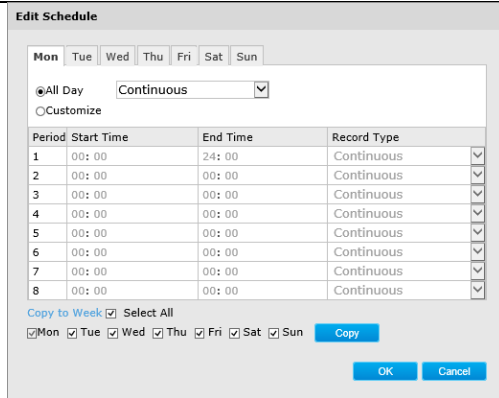 Edit Schedule
Mon Tue Wed Thu Fri Sat Sun
All Day Continuous
Customize
Period Start Time End Time Record Type
1 00: 00 24: 00 Continuous
2 00: 00 00: 00 Continuous
3 00: 00 00: 00 Continuous
4 00: 00 00: 00 Continuous
5 00: 00 00: 00 Continuous
6 00: 00 00: 00 Continuous
7 00: 00 00: 00 Continuous
8 00: 00 00: 00 Continuous
Copy to Week Select All
Mon Tue Wed Thu Fri Sat Sun Copy
OK Cancel